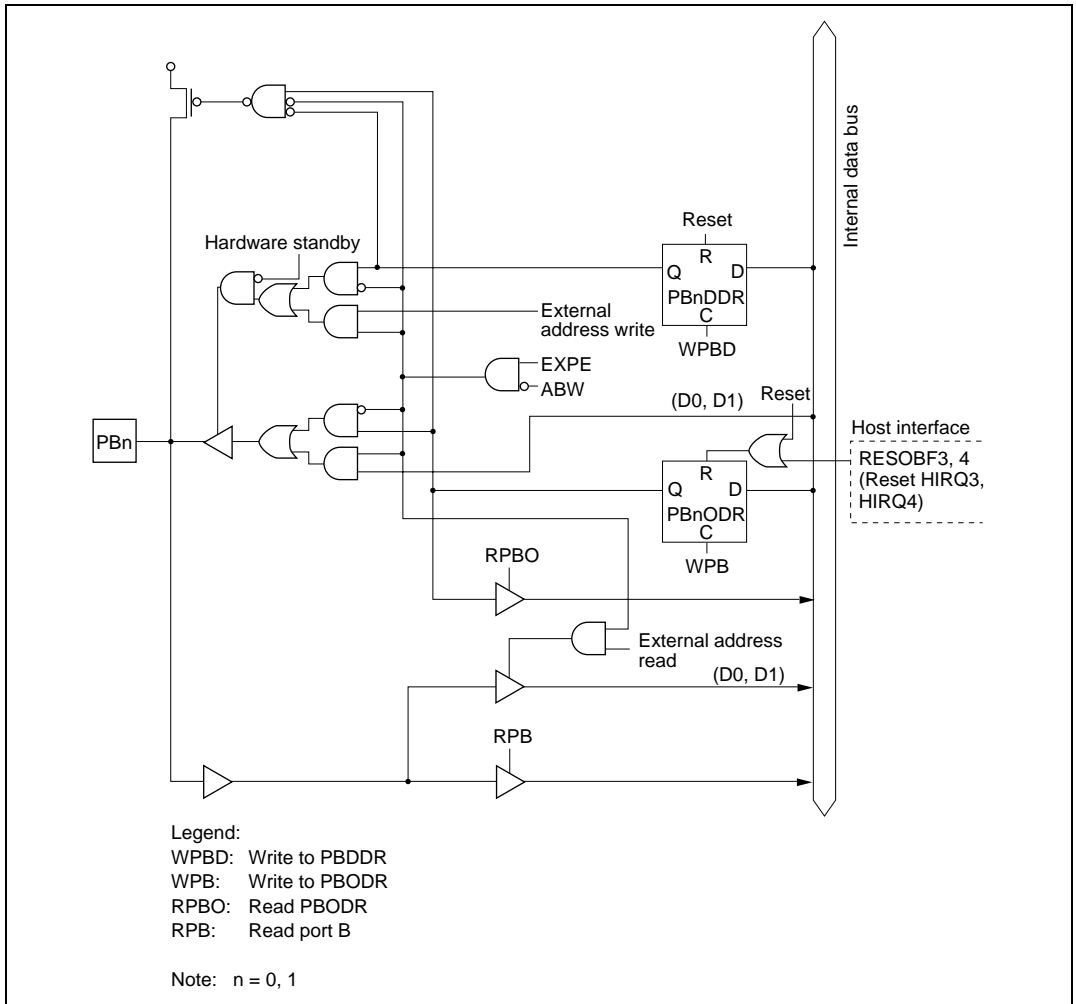 Internal data bus
Reset
Hardware standby
R
Q D
PBnDDR
C
WPBD
External
address write
EXPE
ABW
(D0, D1)
Reset
Host interface
RESOBF3, 4
(Reset HIRQ3,
HIRQ4)
PBn
R
Q D
PBnODR
C
WPB
RPBO
External address
read
(D0, D1)
RPB
Legend:
WPBD: Write to PBDDR
WPB: Write to PBODR
RPBO: Read PBODR
RPB: Read port B
Note: n = 0, 1